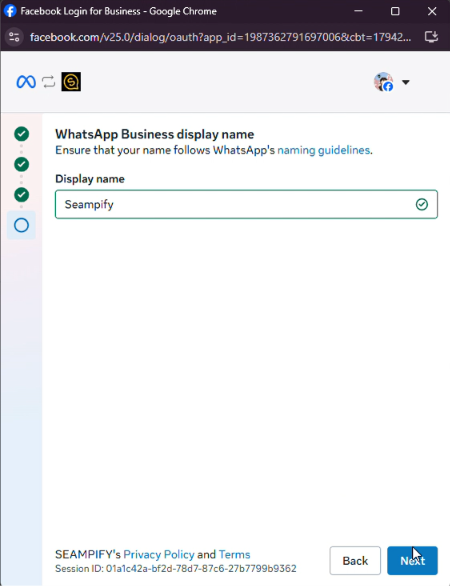 Facebook Login for Business - Google Chrome
facebook.com/v25.0/dialog/oauth?app_id=1987362791697006&cbt=17942...
WhatsApp Business display name
Ensure that your name follows WhatsApp's naming guidelines.
Display name
Seampify
SEAMPIFY's Privacy Policy and Terms
Session ID: 01a1c42a-bf2d-78d7-87c6-27b7799b9362
Back
Next